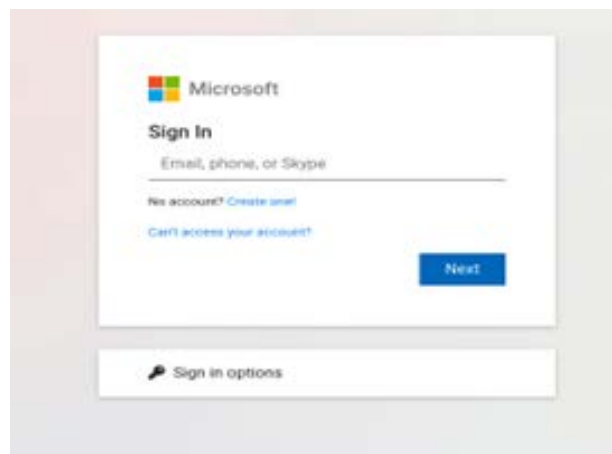 Microsoft
Sign In
Email, phone, or Skype
No account? Create one!
Can't access your account?
Next
Sign in options